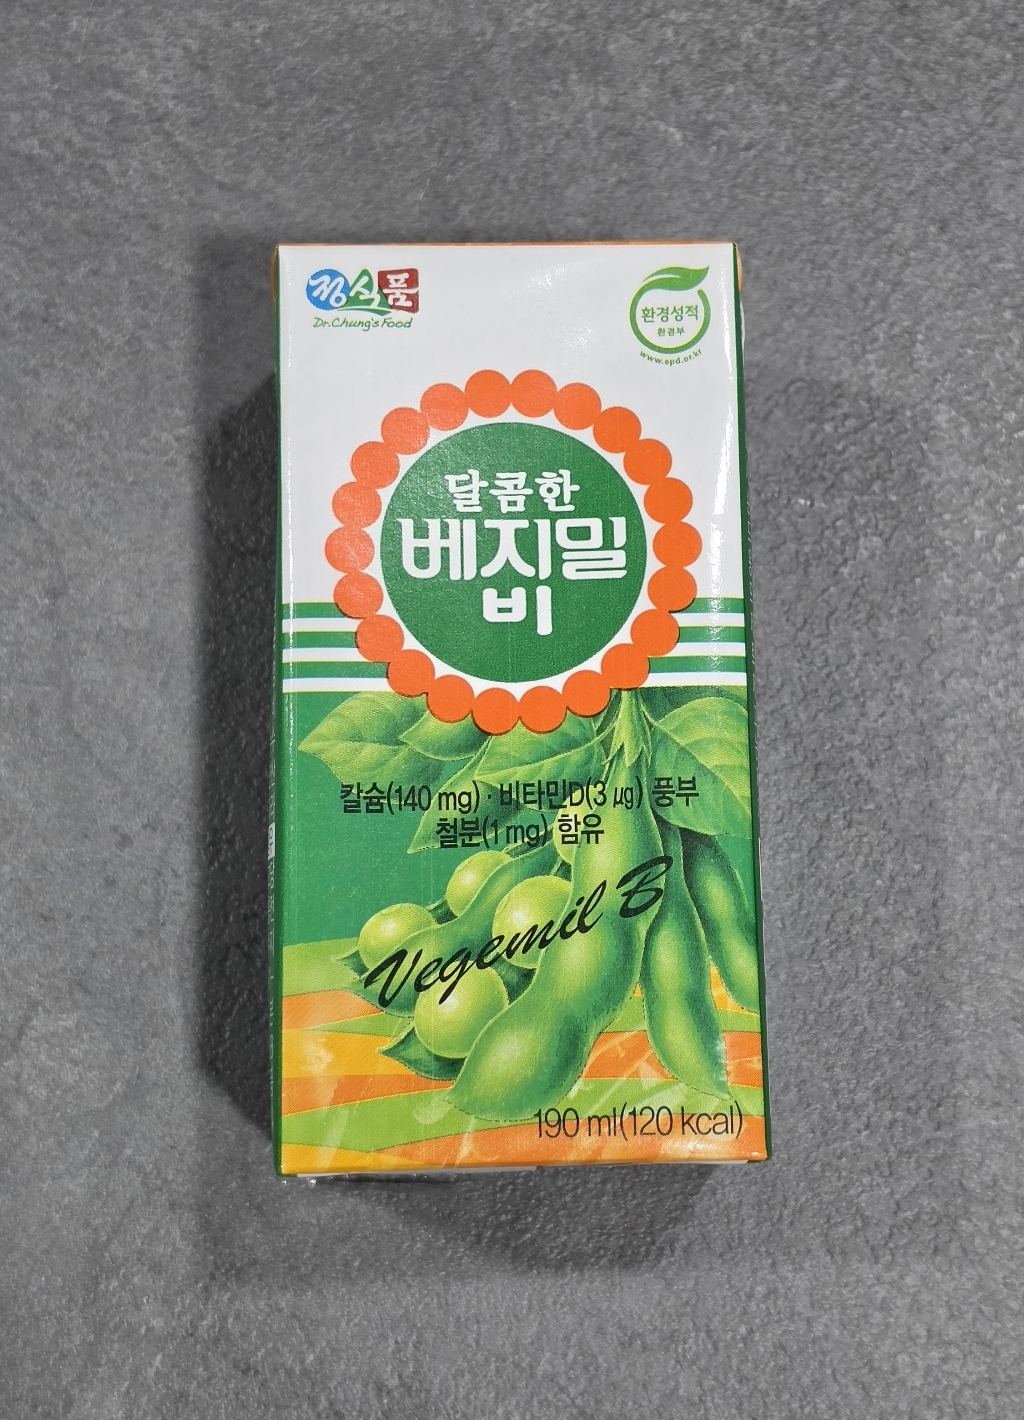 정식품
Dr.Chung's Food
환경성적
환경부
www.epd.or.kr
달콤한
베지밀
비
칼슘(140 mg)·비타민D(3 ㎍) 풍부
철분(1 mg) 함유
Vegemil B
190 ml(120 kcal)